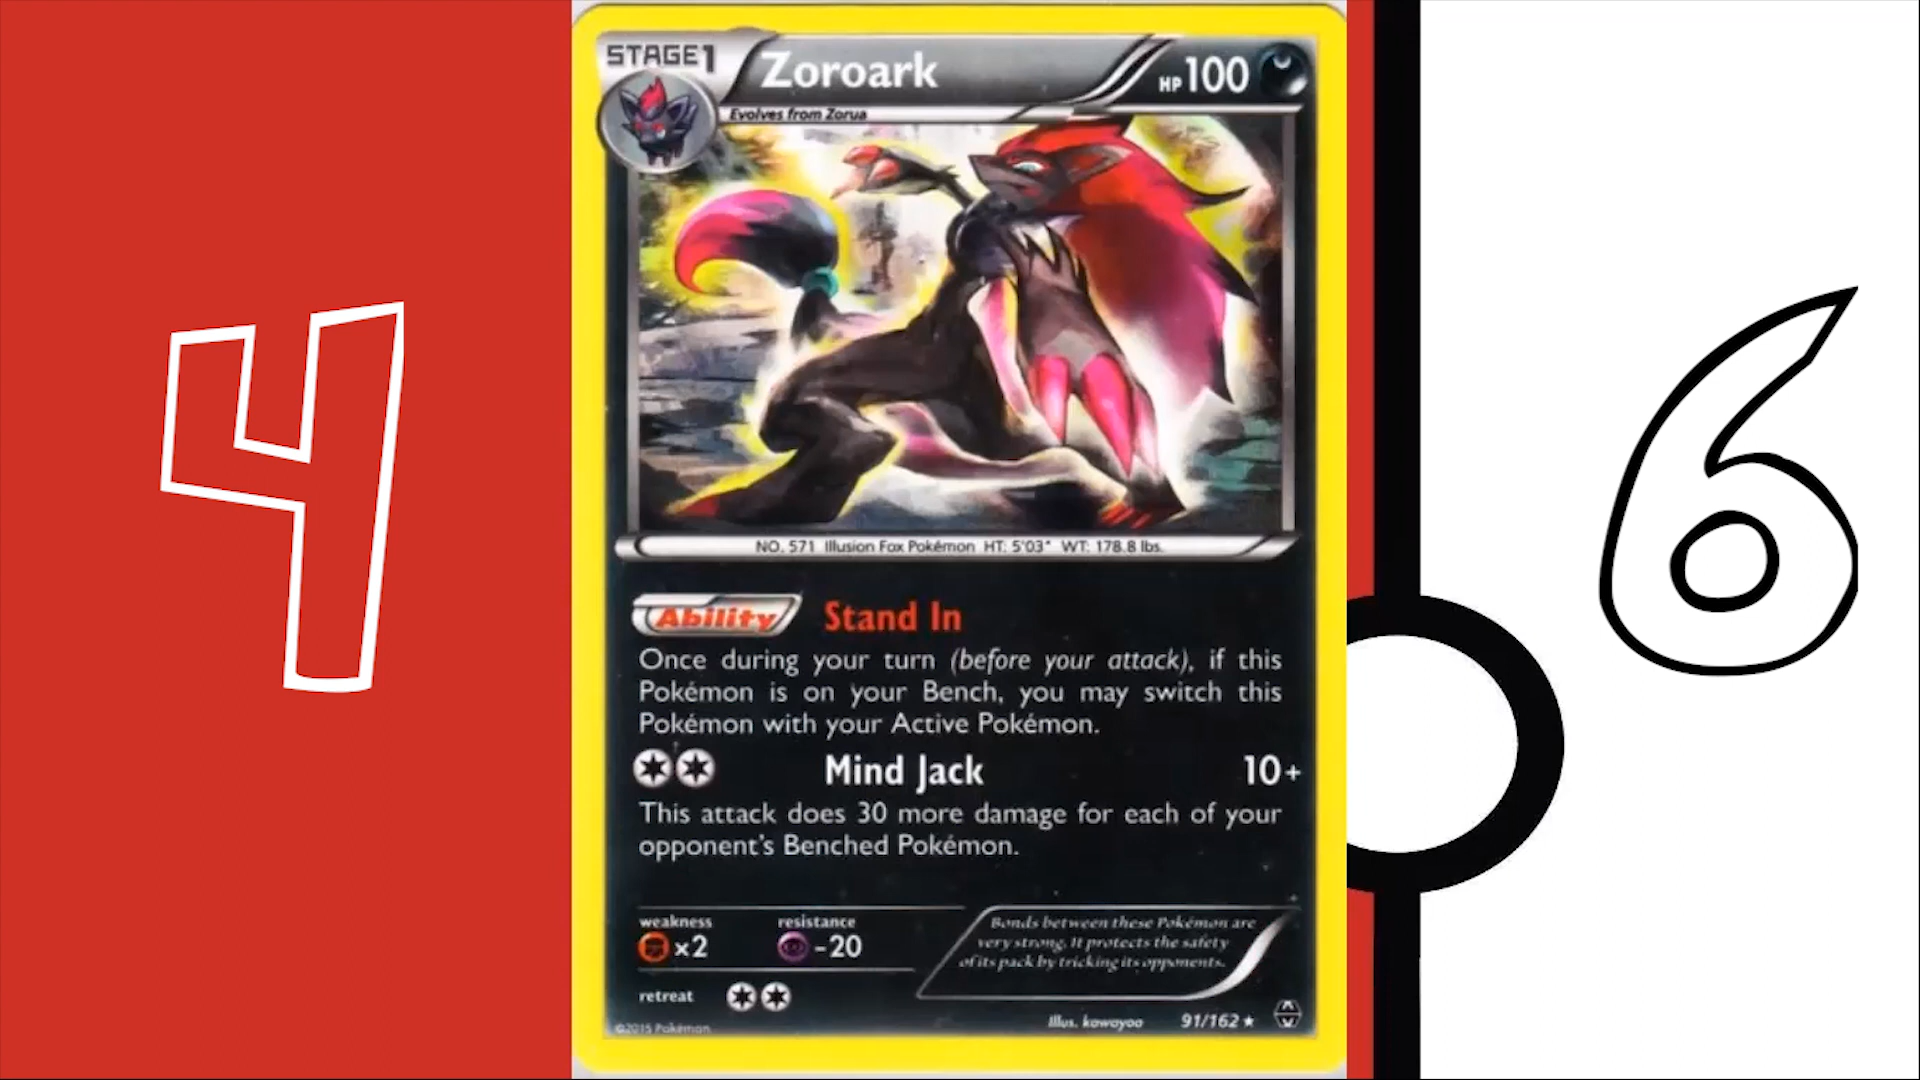 4
6
STAGE1
Zoroark
HP100
Evolves from Zorua
NO. 571 Illusion Fox Pokémon HT: 5'03" WT: 178.8 lbs.
Ability Stand In
Once during your turn (before your attack), if this
Pokémon is on your Bench, you may switch this
Pokémon with your Active Pokémon.
Mind Jack 10+
This attack does 30 more damage for each of your
opponent's Benched Pokémon.
weakness
x2
resistance
-20
retreat
Bonds between these Pokémon are
very strong. It protects the safety
of its pack by tricking its opponents.
©2015 Pokémon
Illus. kawayoo
91/162 ★